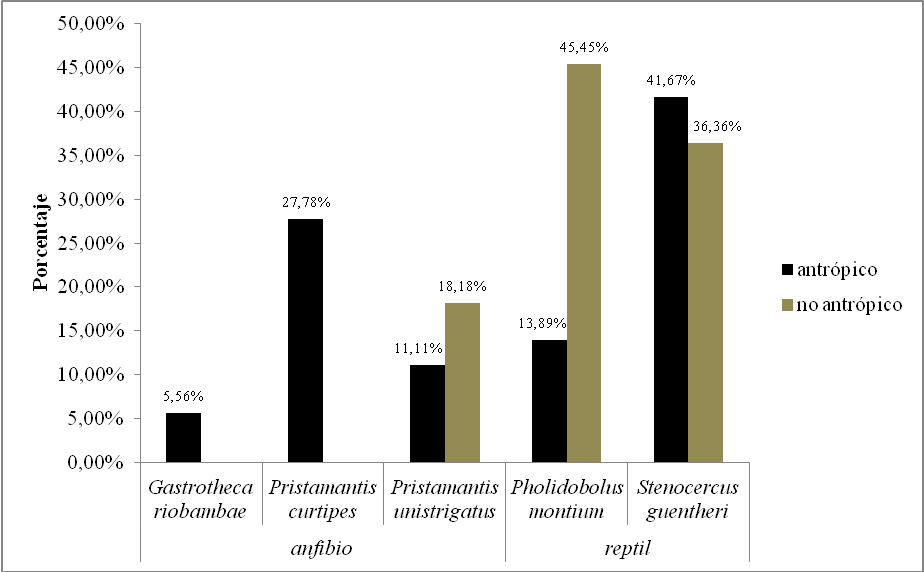 50,00%
45,00%
40,00%
35,00%
30,00%
25,00%
20,00%
15,00%
10,00%
5,00%
0,00%
Porcentaje
5,56%
27,78%
11,11%
18,18%
13,89%
45,45%
41,67%
36,36%
Gastrotheca
riobambae
Pristamantis
curtipes
Pristamantis
unistrigatus
Pholidobolus
montium
Stenocercus
guentheri
anfibio
reptil
antrópico
no antrópico